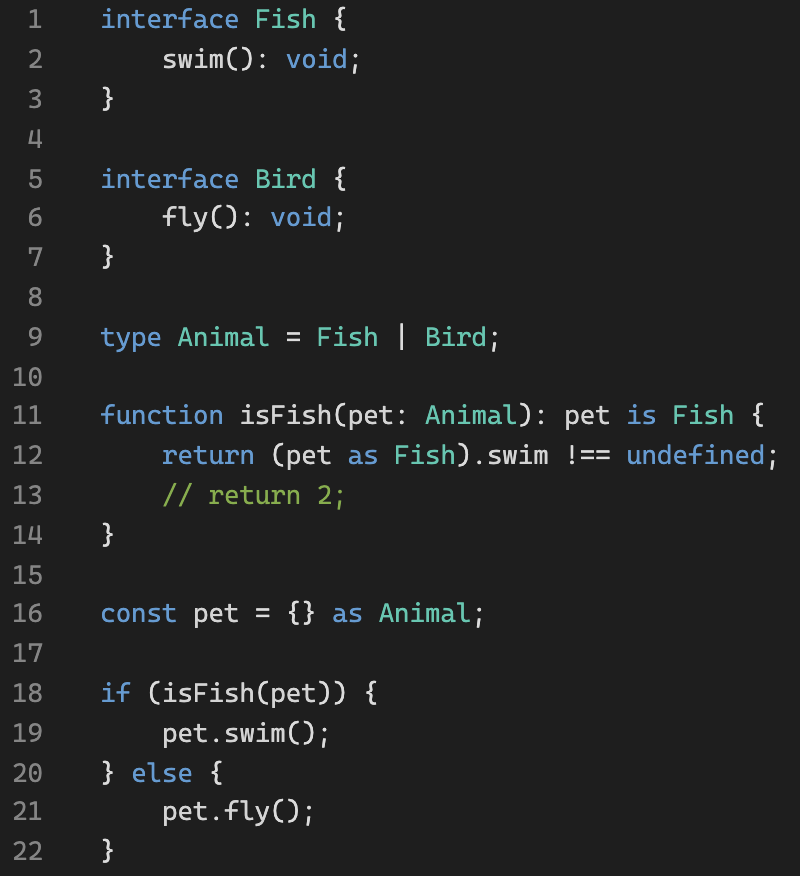 1 interface Fish {
2     swim(): void;
3 }
4
5 interface Bird {
6     fly(): void;
7 }
8
9 type Animal = Fish | Bird;
10
11 function isFish(pet: Animal): pet is Fish {
12     return (pet as Fish).swim !== undefined;
13     // return 2;
14 }
15
16 const pet = {} as Animal;
17
18 if (isFish(pet)) {
19     pet.swim();
20 } else {
21     pet.fly();
22 }